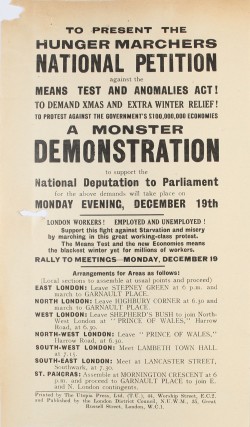 TO PRESENT THE
HUNGER MARCHERS
NATIONAL PETITION
against the
MEANS TEST AND ANOMALIES ACT!
TO DEMAND XMAS AND EXTRA WINTER RELIEF!
TO PROTEST AGAINST THE GOVERNMENT'S $100,000,000 ECONOMIES
A MONSTER
DEMONSTRATION
to support the
National Deputation to Parliament
for the above demands will take place on
MONDAY EVENING, DECEMBER 19th
LONDON WORKERS! EMPLOYED AND UNEMPLOYED!
Support this fight against Starvation and misery
by marching in this great working-class protest.
The Means Test and the new Economies means
the blackest winter yet for millions of workers.
RALLY TO MEETINGS—MONDAY, DECEMBER 19
Arrangements for Areas as follows:
(Local sections to assemble at usual points and proceed)
EAST LONDON: Leave STEPNEY GREEN at 6 p.m. and
march to GARNAULT PLACE.
NORTH LONDON: Leave HIGHBURY CORNER at 6.30 and
march to GARNAULT PLACE.
WEST LONDON: Leave SHEPHERD'S BUSH to join North-
West London at "PRINCE OF WALES," Harrow
Road, at 6.30.
NORTH-WEST LONDON: Leave "PRINCE OF WALES,"
Harrow Road, at 6.30.
SOUTH-WEST LONDON: Meet LAMBETH TOWN HALL
at 7.15.
SOUTH-EAST LONDON: Meet at LANCASTER STREET,
Southwark, 7.30.
ST. PANCRAS: Assemble at MORNINGTON CRESCENT at 6
p.m. and proceed to GARNAULT PLACE to join E.
and N. London contingents.
Printed by The Utopia Press, Ltd. (T.U.), 44, Worship Street, E.C.2.
and Published by the London District Council, N.U.W.M., 35, Great
Russell Street, London, W.C.1.